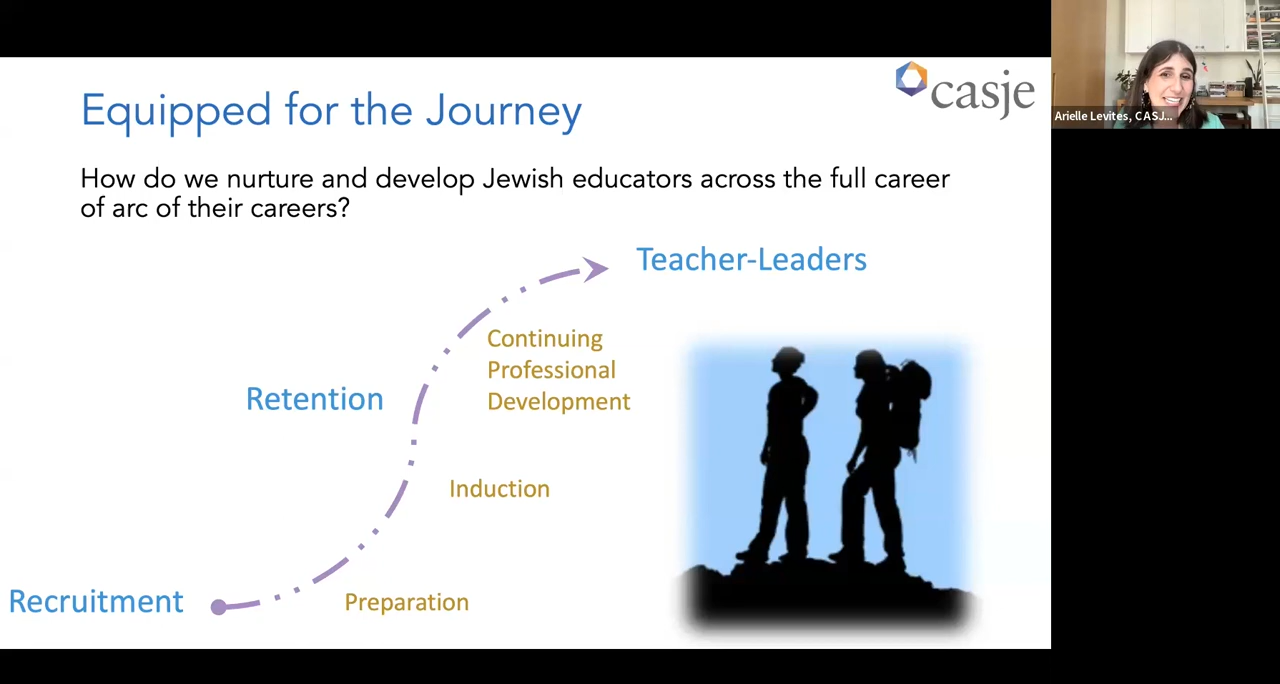 Equipped for the Journey
casje
Arielle Levites, CASJ...
How do we nurture and develop Jewish educators across the full career
of arc of their careers?
Teacher-Leaders
Continuing
Professional
Development
Retention
Induction
Recruitment
Preparation